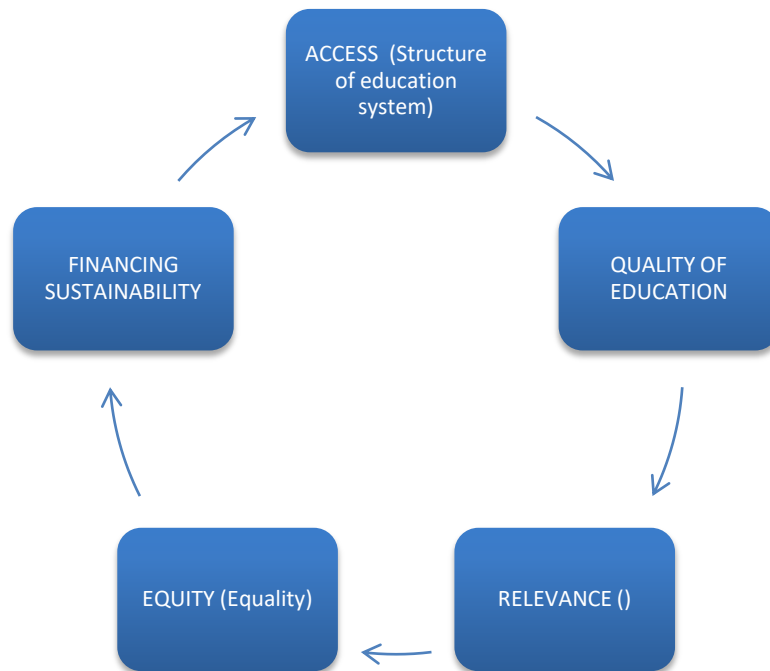 ACCESS  (Structure
of education
system)
QUALITY OF
EDUCATION
RELEVANCE ()
EQUITY (Equality)
FINANCING
SUSTAINABILITY